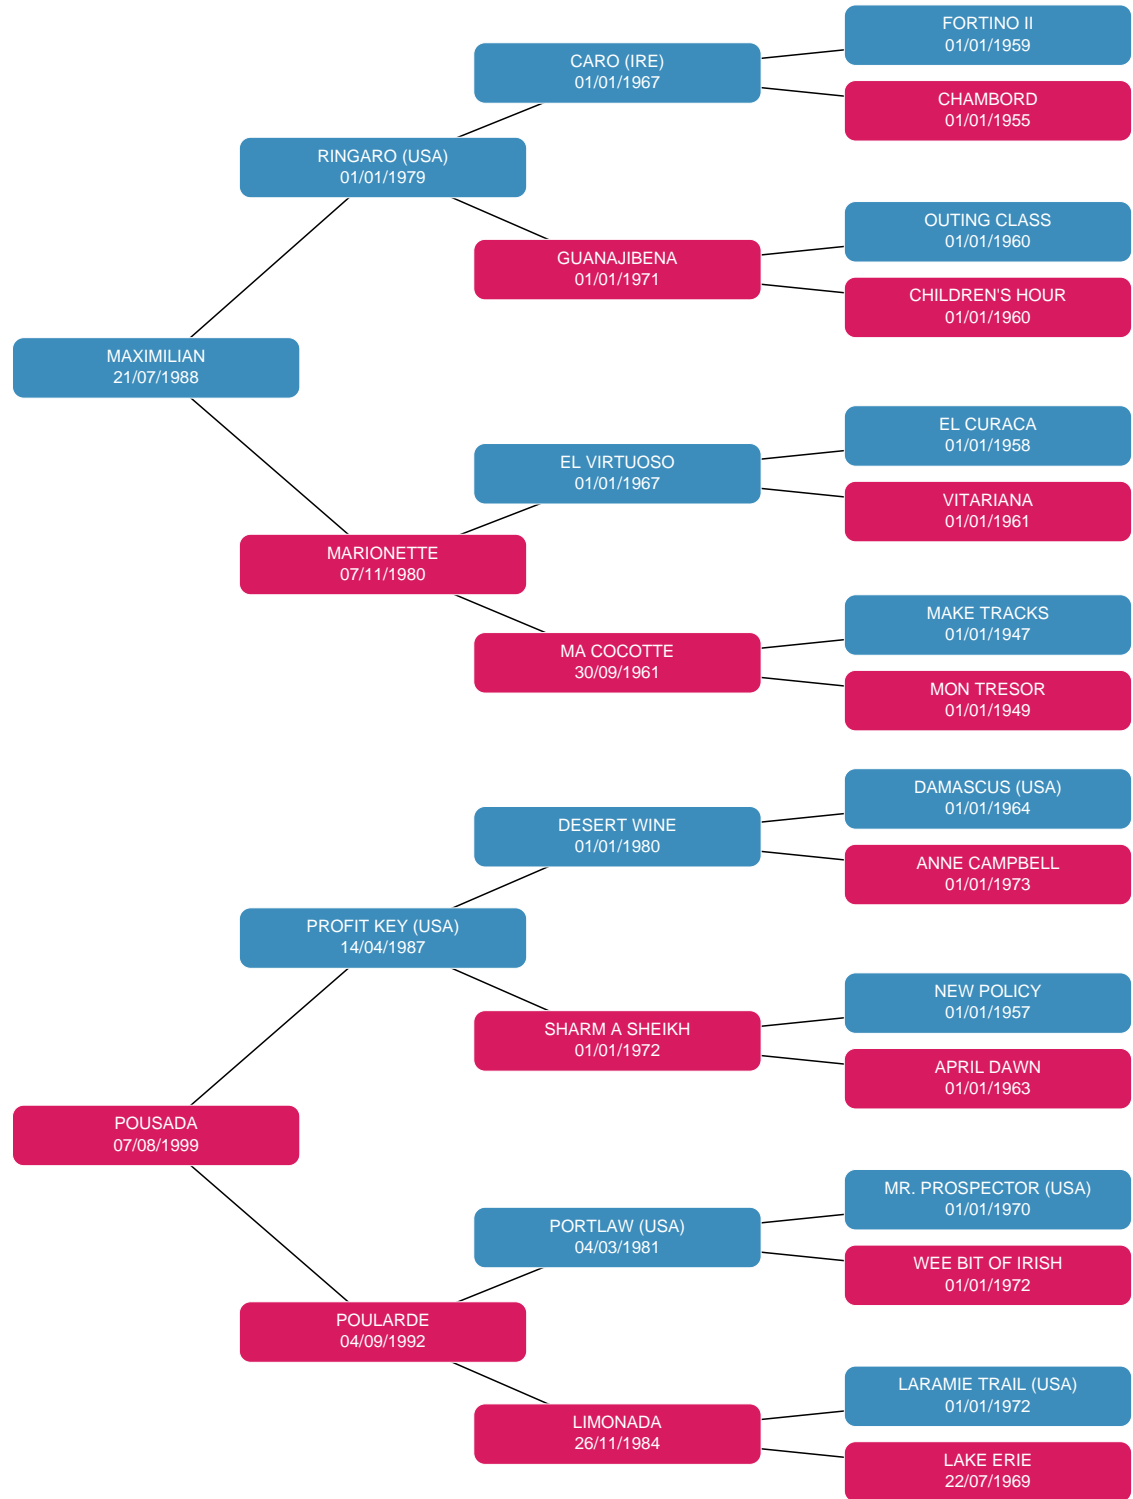 FORTINO II
01/01/1959
CARO (IRE)
01/01/1967
CHAMBORD
01/01/1955
RINGARO (USA)
01/01/1979
OUTING CLASS
01/01/1960
GUANAJIBENA
01/01/1971
CHILDREN'S HOUR
01/01/1960
MAXIMILIAN
21/07/1988
EL CURACA
01/01/1958
EL VIRTUOSO
01/01/1967
VITARIANA
01/01/1961
MARIONETTE
07/11/1980
MAKE TRACKS
01/01/1947
MA COCOTTE
30/09/1961
MON TRESOR
01/01/1949
DAMASCUS (USA)
01/01/1964
DESERT WINE
01/01/1980
ANNE CAMPBELL
01/01/1973
PROFIT KEY (USA)
14/04/1987
NEW POLICY
01/01/1957
SHARM A SHEIKH
01/01/1972
APRIL DAWN
01/01/1963
POUSADA
07/08/1999
MR. PROSPECTOR (USA)
01/01/1970
PORTLAW (USA)
04/03/1981
WEE BIT OF IRISH
01/01/1972
POULARDE
04/09/1992
LARAMIE TRAIL (USA)
01/01/1972
LIMONADA
26/11/1984
LAKE ERIE
22/07/1969